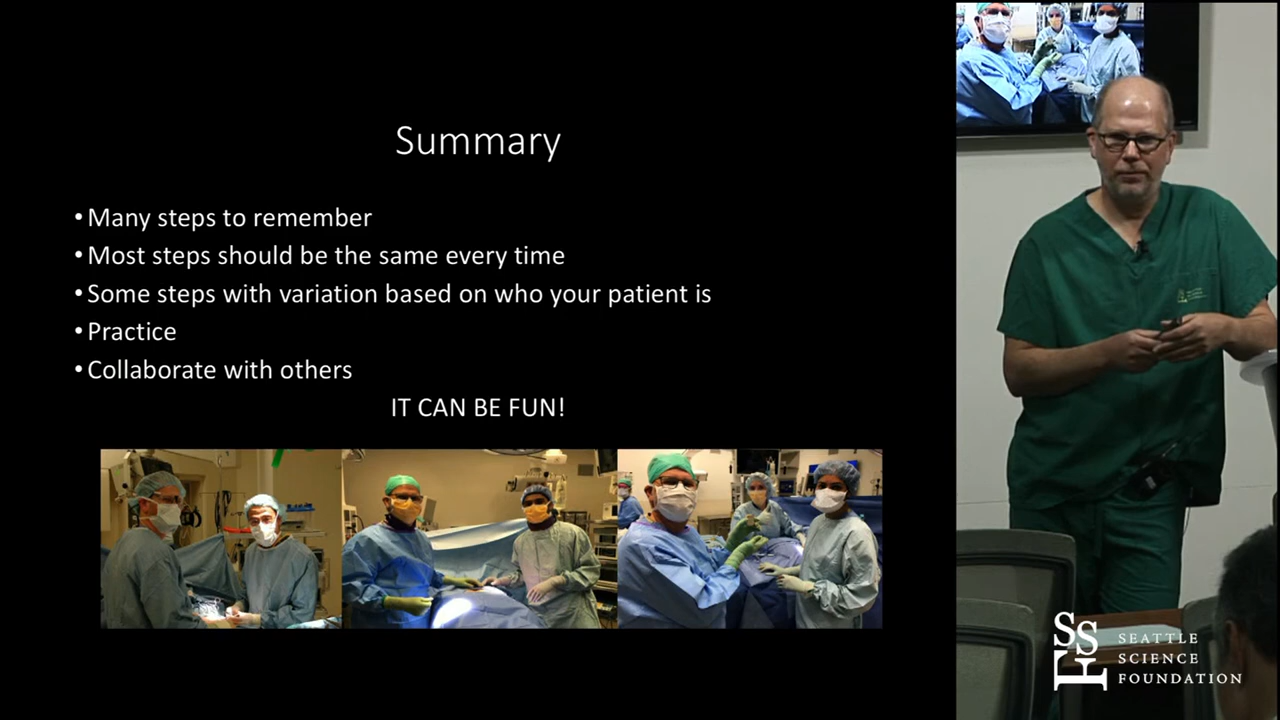 Summary
• Many steps to remember
• Most steps should be the same every time
• Some steps with variation based on who your patient is
• Practice
• Collaborate with others
IT CAN BE FUN!
SSF
SEATTLE
SCIENCE
FOUNDATION